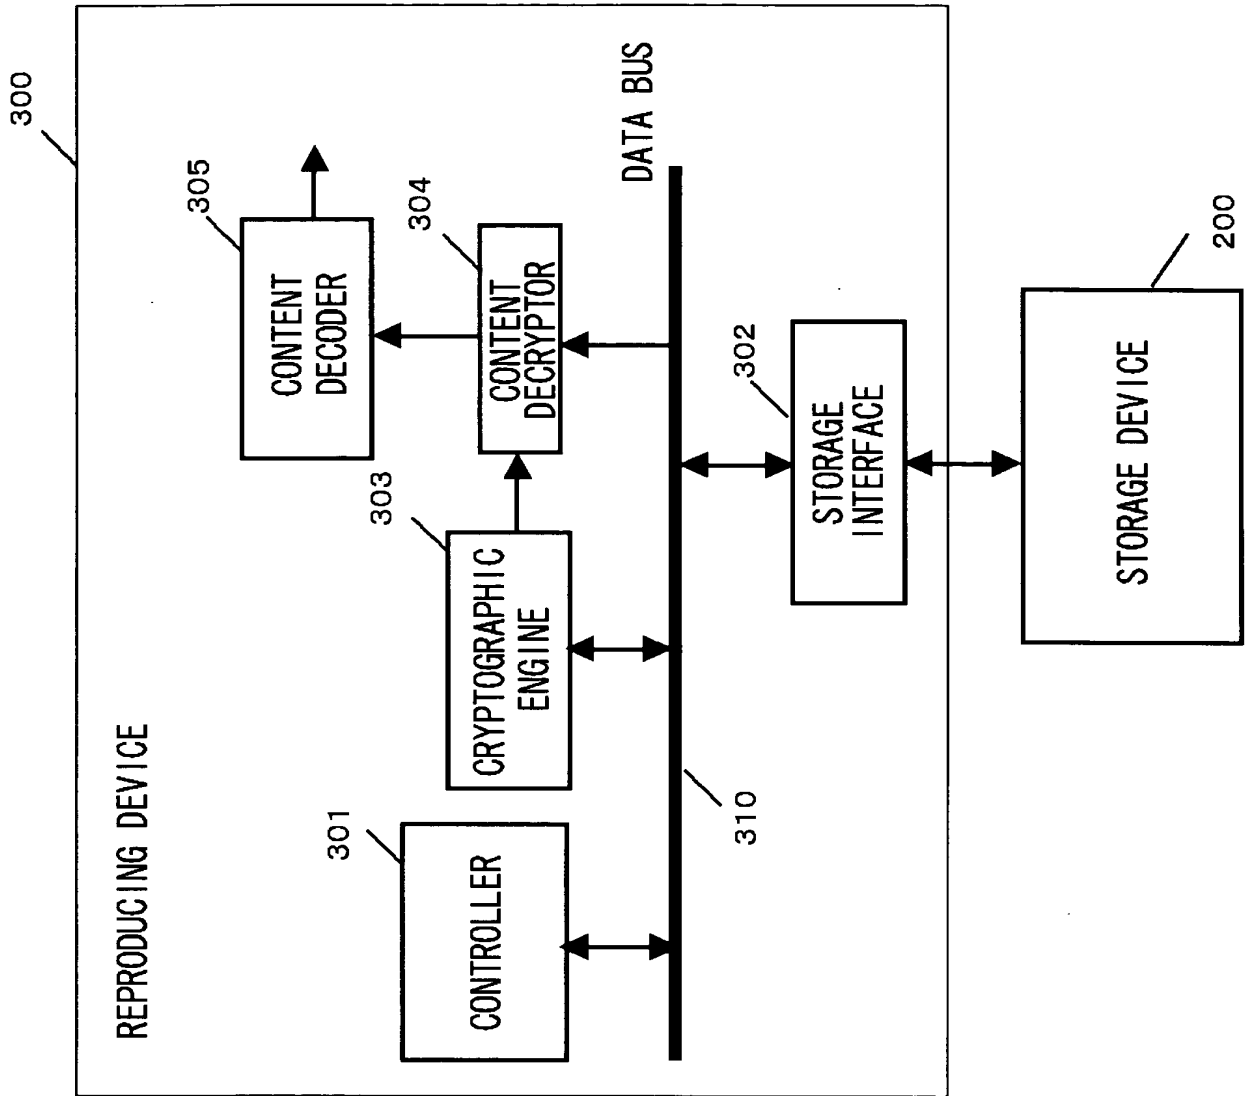 300
REPRODUCING DEVICE
305
CONTENT
DECODER
304
CONTENT
DECRYPTOR
303
CRYPTOGRAPHIC
ENGINE
301
CONTROLLER
DATA BUS
310
302
STORAGE
INTERFACE
200
STORAGE DEVICE